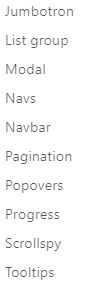 Jumbotron
List group
Modal
Navs
Navbar
Pagination
Popovers
Progress
Scrollspy
Tooltips